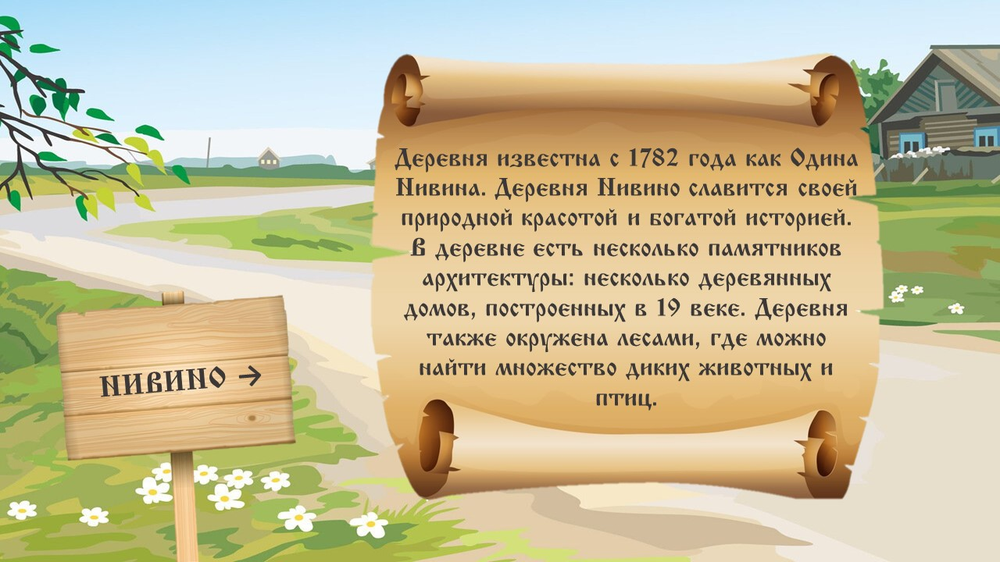 Деревня известна с 1782 года как Одина
Нивина. Деревня Нивино славится своей
природной красотой и богатой историей.
В деревне есть несколько памятников
архитектуры: несколько деревянных
домов, построенных в 19 веке. Деревня
также окружена лесами, где можно
найти множество диких животных и
птиц.
НИВИНО →